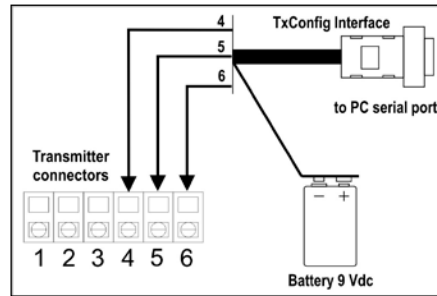 4
TxConfig Interface
5
6
to PC serial port
Transmitter
connectors
1 2 3 4 5 6
− +
Battery 9 Vdc